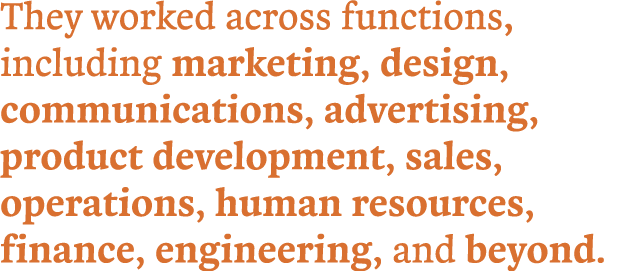 They worked across functions,
including marketing, design,
communications, advertising,
product development, sales,
operations, human resources,
finance, engineering, and beyond.